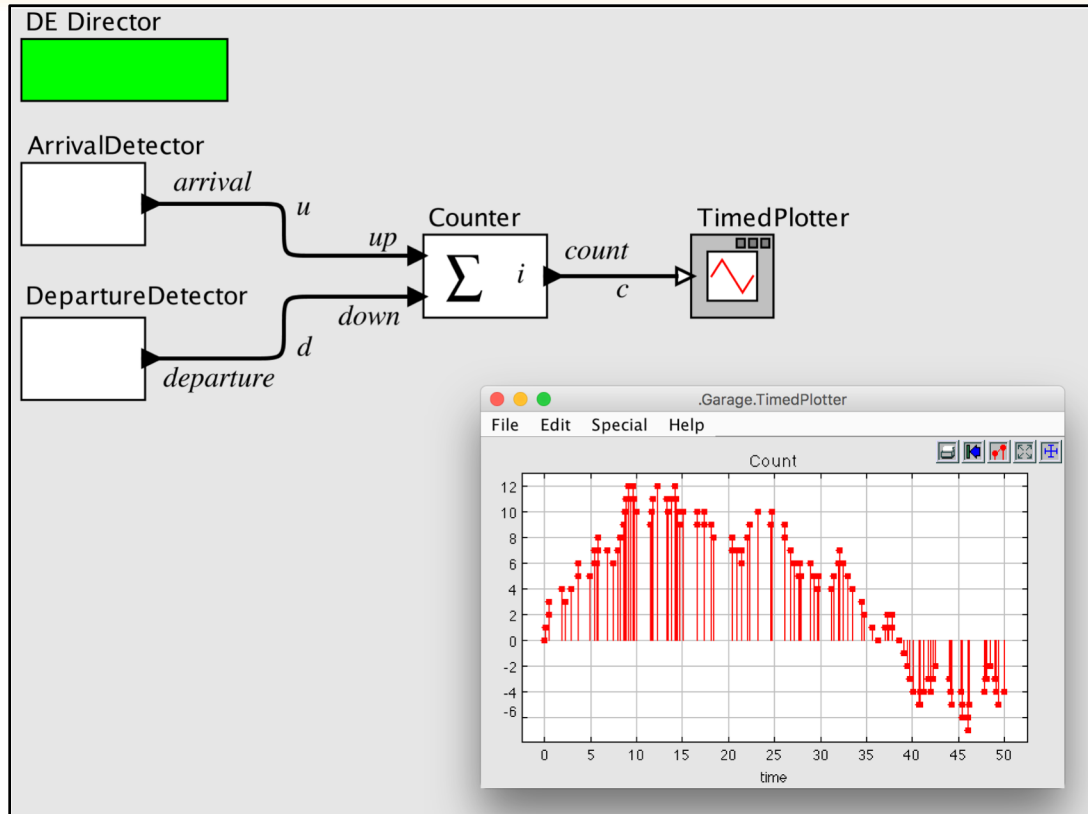 DE Director
ArrivalDetector
arrival
u
up
DepartureDetector
departure
d
down
Counter
∑ i
count
c
TimedPlotter
.Garage.TimedPlotter
File Edit Special Help
Count
12
10
8
6
4
2
0
-2
-4
-6
0 5 10 15 20 25 30 35 40 45 50
time